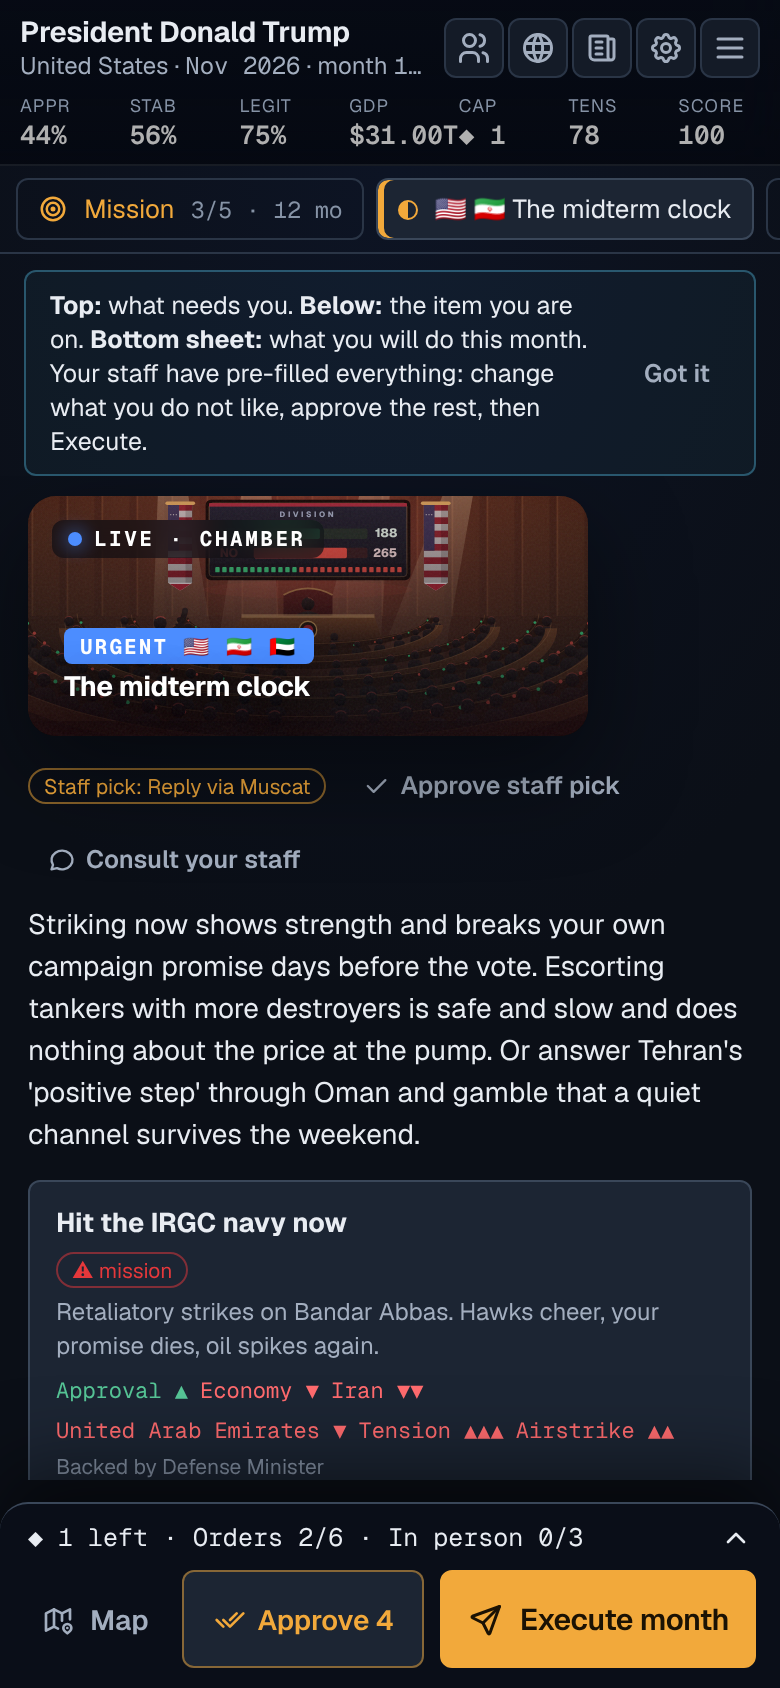 President Donald Trump
United States · Nov 2026 · month 1…
APPR STAB LEGIT GDP CAP TENS SCORE
44% 56% 75% $31.00T◆ 1 78 100
Mission 3/5 · 12 mo
The midterm clock
Top: what needs you. Below: the item you are
on. Bottom sheet: what you will do this month.
Your staff have pre-filled everything: change
what you do not like, approve the rest, then
Execute.
Got it
DIVISION
188
LIVE · CHAMBER
NO 265
URGENT
The midterm clock
Staff pick: Reply via Muscat
Approve staff pick
Consult your staff
Striking now shows strength and breaks your own
campaign promise days before the vote. Escorting
tankers with more destroyers is safe and slow and does
nothing about the price at the pump. Or answer Tehran's
'positive step' through Oman and gamble that a quiet
channel survives the weekend.
Hit the IRGC navy now
mission
Retaliatory strikes on Bandar Abbas. Hawks cheer, your
promise dies, oil spikes again.
Approval ▲ Economy ▼ Iran ▼▼
United Arab Emirates ▼ Tension ▲▲▲ Airstrike ▲▲
Backed by Defense Minister
◆ 1 left · Orders 2/6 · In person 0/3
Map
Approve 4
Execute month